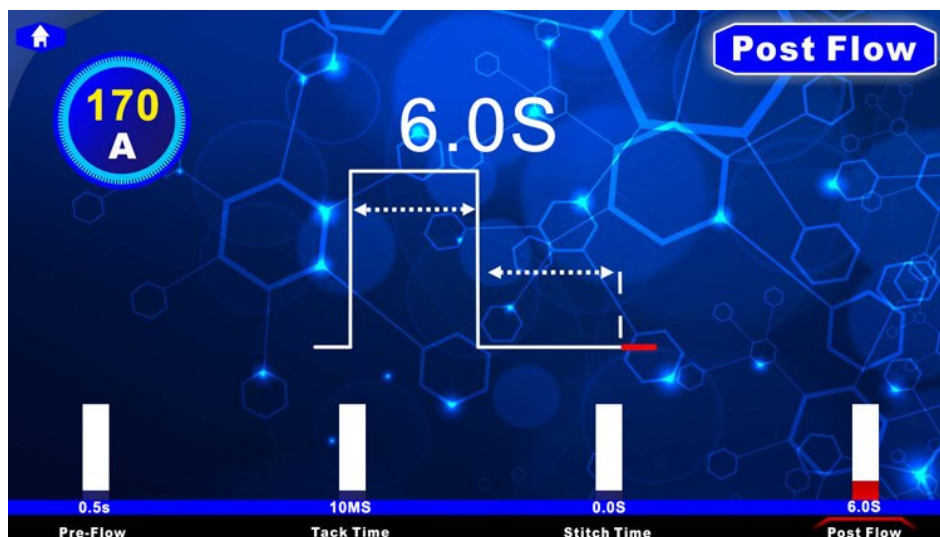 Post Flow
170
A
6.0S
0.5s
10MS
0.0S
6.0S
Pre-Flow
Tack Time
Stitch Time
Post Flow